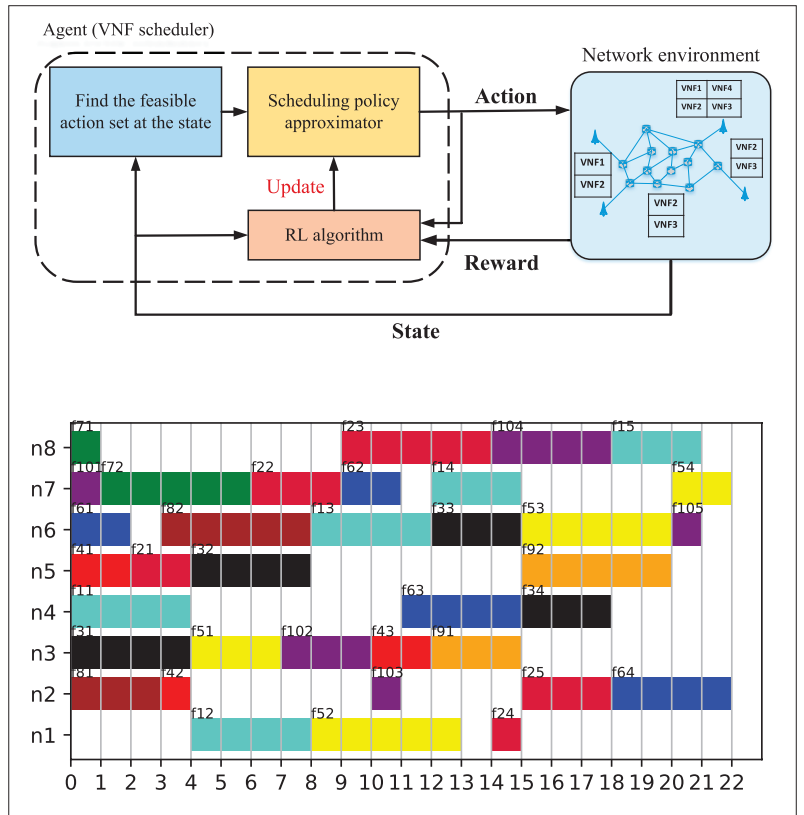 Agent (VNF scheduler)
Network environment
Find the feasible
action set at the state
Scheduling policy
approximator
Action
Update
RL algorithm
Reward
State
VNF1 VNF4
VNF2 VNF3
VNF2
VNF3
VNF1
VNF2
VNF2
VNF3
n8 f71 f23 f104 f15
n7 f101 f72 f22 f62 f14 f54
n6 f61 f82 f13 f33 f53 f105
n5 f41 f21 f32 f92
n4 f11 f63 f34
n3 f31 f51 f102 f43 f91
n2 f81 f42 f103 f25 f64
n1 f12 f52 f24
0 1 2 3 4 5 6 7 8 9 10 11 12 13 14 15 16 17 18 19 20 21 22